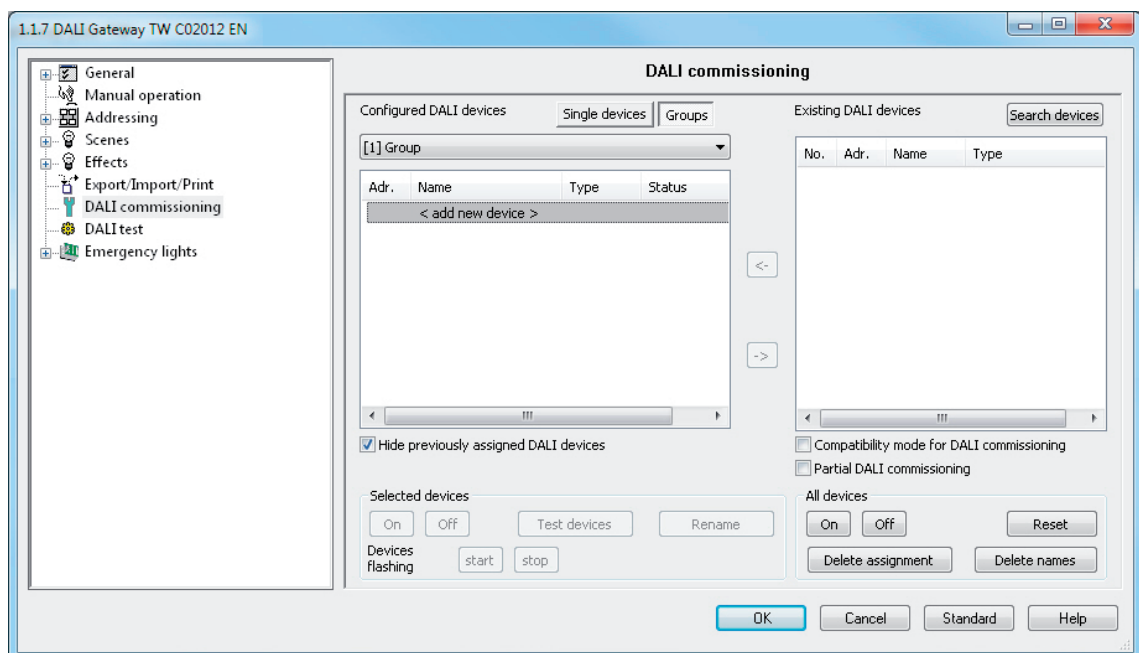 1.1.7 DALI Gateway TW C02012 EN
General
Manual operation
Addressing
Scenes
Effects
Export/Import/Print
DALI commissioning
DALI test
Emergency lights
DALI commissioning
Configured DALI devices
Single devices
Groups
[1] Group
Adr. Name Type Status
< add new device >
<-
->
Hide previously assigned DALI devices
Existing DALI devices
Search devices
No. Adr. Name Type
Compatibility mode for DALI commissioning
Partial DALI commissioning
Selected devices
On Off Test devices Rename
Devices
flashing
start stop
All devices
On Off Reset
Delete assignment Delete names
OK Cancel Standard Help